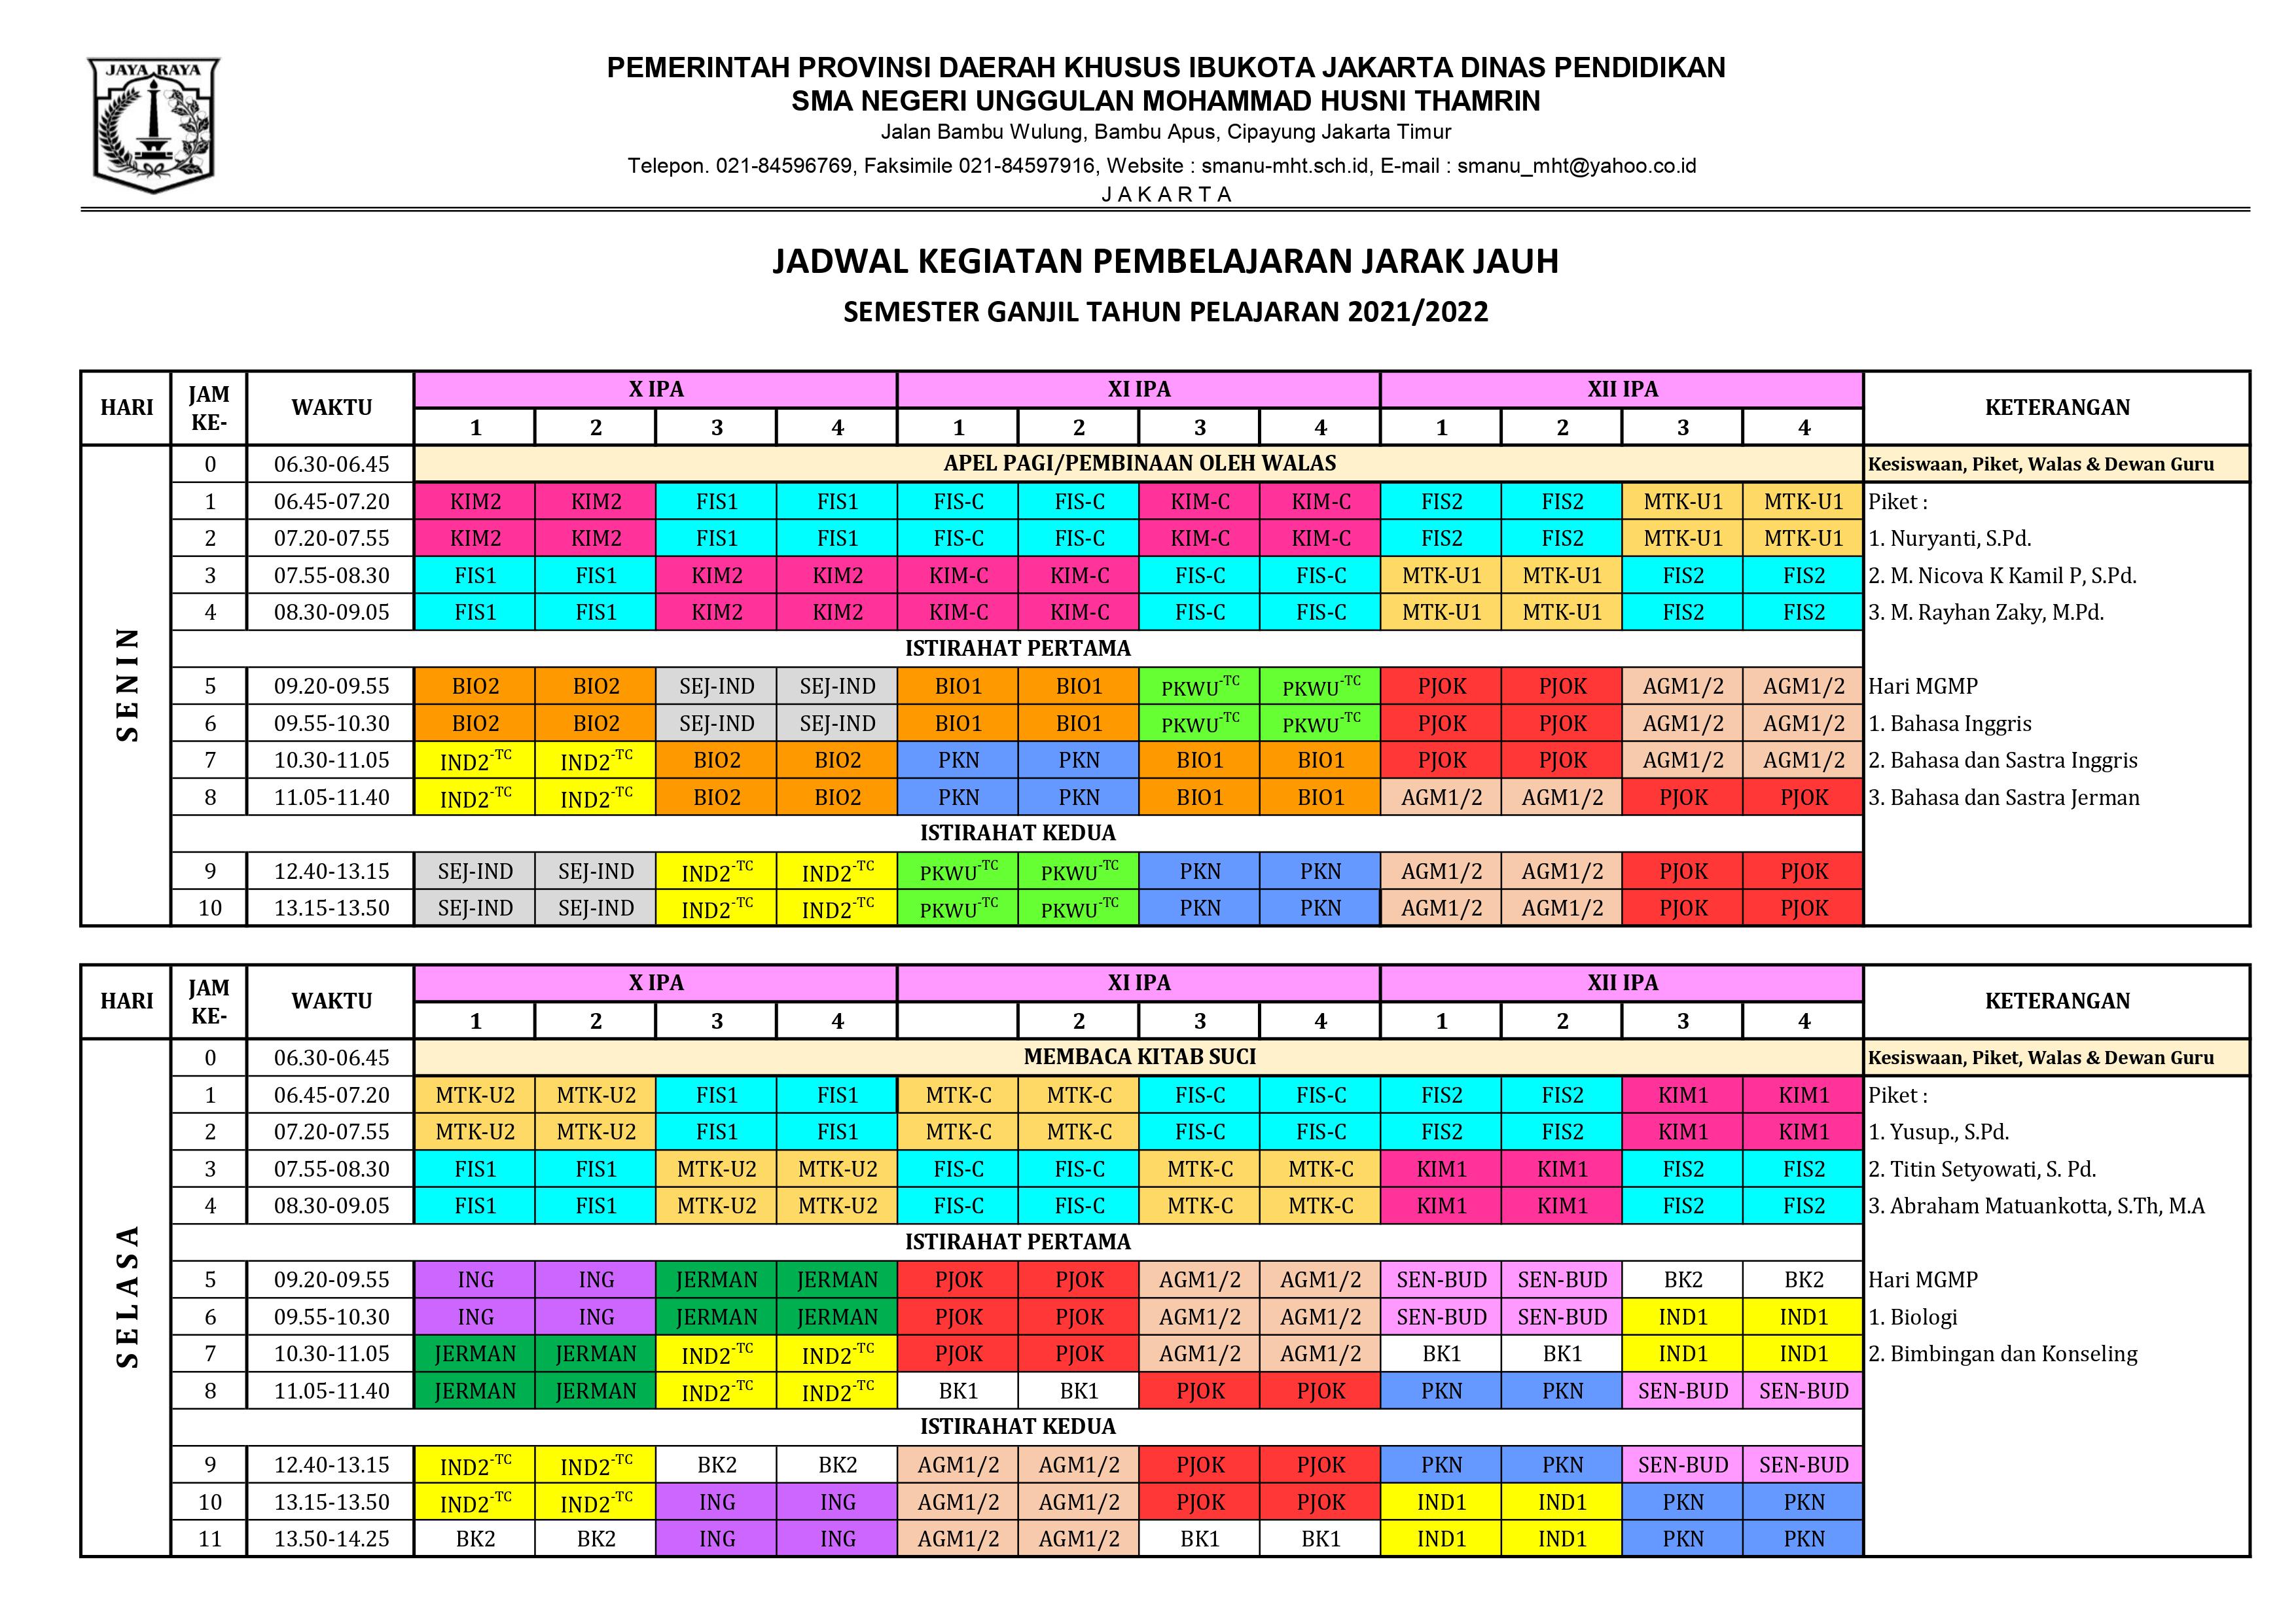 JAYA RAYA
PEMERINTAH PROVINSI DAERAH KHUSUS IBUKOTA JAKARTA DINAS PENDIDIKAN
SMA NEGERI UNGGULAN MOHAMMAD HUSNI THAMRIN
Jalan Bambu Wulung, Bambu Apus, Cipayung Jakarta Timur
Telepon. 021-84596769, Faksimile 021-84597916, Website : smanu-mht.sch.id, E-mail : smanu_mht@yahoo.co.id
J A K A R T A
JADWAL KEGIATAN PEMBELAJARAN JARAK JAUH
SEMESTER GANJIL TAHUN PELAJARAN 2021/2022
HARI JAM KE- WAKTU X IPA XI IPA XII IPA KETERANGAN
1 2 3 4 1 2 3 4 1 2 3 4
SENIN
0 06.30-06.45 APEL PAGI/PEMBINAAN OLEH WALAS Kesiswaan, Piket, Walas & Dewan Guru
1 06.45-07.20 KIM2 KIM2 FIS1 FIS1 FIS-C FIS-C KIM-C KIM-C FIS2 FIS2 MTK-U1 MTK-U1 Piket :
2 07.20-07.55 KIM2 KIM2 FIS1 FIS1 FIS-C FIS-C KIM-C KIM-C FIS2 FIS2 MTK-U1 MTK-U1 1. Nuryanti, S.Pd.
3 07.55-08.30 FIS1 FIS1 KIM2 KIM2 KIM-C KIM-C FIS-C FIS-C MTK-U1 MTK-U1 FIS2 FIS2 2. M. Nicova K Kamil P, S.Pd.
4 08.30-09.05 FIS1 FIS1 KIM2 KIM2 KIM-C KIM-C FIS-C FIS-C MTK-U1 MTK-U1 FIS2 FIS2 3. M. Rayhan Zaky, M.Pd.
ISTIRAHAT PERTAMA
5 09.20-09.55 BIO2 BIO2 SEJ-IND SEJ-IND BIO1 BIO1 PKWU-TC PKWU-TC PJOK PJOK AGM1/2 AGM1/2 Hari MGMP
6 09.55-10.30 BIO2 BIO2 SEJ-IND SEJ-IND BIO1 BIO1 PKWU-TC PKWU-TC PJOK PJOK AGM1/2 AGM1/2 1. Bahasa Inggris
7 10.30-11.05 IND2-TC IND2-TC BIO2 BIO2 PKN PKN BIO1 BIO1 PJOK PJOK AGM1/2 AGM1/2 2. Bahasa dan Sastra Inggris
8 11.05-11.40 IND2-TC IND2-TC BIO2 BIO2 PKN PKN BIO1 BIO1 AGM1/2 AGM1/2 PJOK PJOK 3. Bahasa dan Sastra Jerman
ISTIRAHAT KEDUA
9 12.40-13.15 SEJ-IND SEJ-IND IND2-TC IND2-TC PKWU-TC PKWU-TC PKN PKN AGM1/2 AGM1/2 PJOK PJOK
10 13.15-13.50 SEJ-IND SEJ-IND IND2-TC IND2-TC PKWU-TC PKWU-TC PKN PKN AGM1/2 AGM1/2 PJOK PJOK
HARI JAM KE- WAKTU X IPA XI IPA XII IPA KETERANGAN
1 2 3 4 2 3 4 1 2 3 4
SELASA
0 06.30-06.45 MEMBACA KITAB SUCI Kesiswaan, Piket, Walas & Dewan Guru
1 06.45-07.20 MTK-U2 MTK-U2 FIS1 FIS1 MTK-C MTK-C FIS-C FIS-C FIS2 FIS2 KIM1 KIM1 Piket :
2 07.20-07.55 MTK-U2 MTK-U2 FIS1 FIS1 MTK-C MTK-C FIS-C FIS-C FIS2 FIS2 KIM1 KIM1 1. Yusup., S.Pd.
3 07.55-08.30 FIS1 FIS1 MTK-U2 MTK-U2 FIS-C FIS-C MTK-C MTK-C KIM1 KIM1 FIS2 FIS2 2. Titin Setyowati, S. Pd.
4 08.30-09.05 FIS1 FIS1 MTK-U2 MTK-U2 FIS-C FIS-C MTK-C MTK-C KIM1 KIM1 FIS2 FIS2 3. Abraham Matuankotta, S.Th, M.A
ISTIRAHAT PERTAMA
5 09.20-09.55 ING ING JERMAN JERMAN PJOK PJOK AGM1/2 AGM1/2 SEN-BUD SEN-BUD BK2 BK2 Hari MGMP
6 09.55-10.30 ING ING JERMAN JERMAN PJOK PJOK AGM1/2 AGM1/2 SEN-BUD SEN-BUD IND1 IND1 1. Biologi
7 10.30-11.05 JERMAN JERMAN IND2-TC IND2-TC PJOK PJOK AGM1/2 AGM1/2 BK1 BK1 IND1 IND1 2. Bimbingan dan Konseling
8 11.05-11.40 JERMAN JERMAN IND2-TC IND2-TC BK1 BK1 PJOK PJOK PKN PKN SEN-BUD SEN-BUD
ISTIRAHAT KEDUA
9 12.40-13.15 IND2-TC IND2-TC BK2 BK2 AGM1/2 AGM1/2 PJOK PJOK PKN PKN SEN-BUD SEN-BUD
10 13.15-13.50 IND2-TC IND2-TC ING ING AGM1/2 AGM1/2 PJOK PJOK IND1 IND1 PKN PKN
11 13.50-14.25 BK2 BK2 ING ING AGM1/2 AGM1/2 BK1 BK1 IND1 IND1 PKN PKN